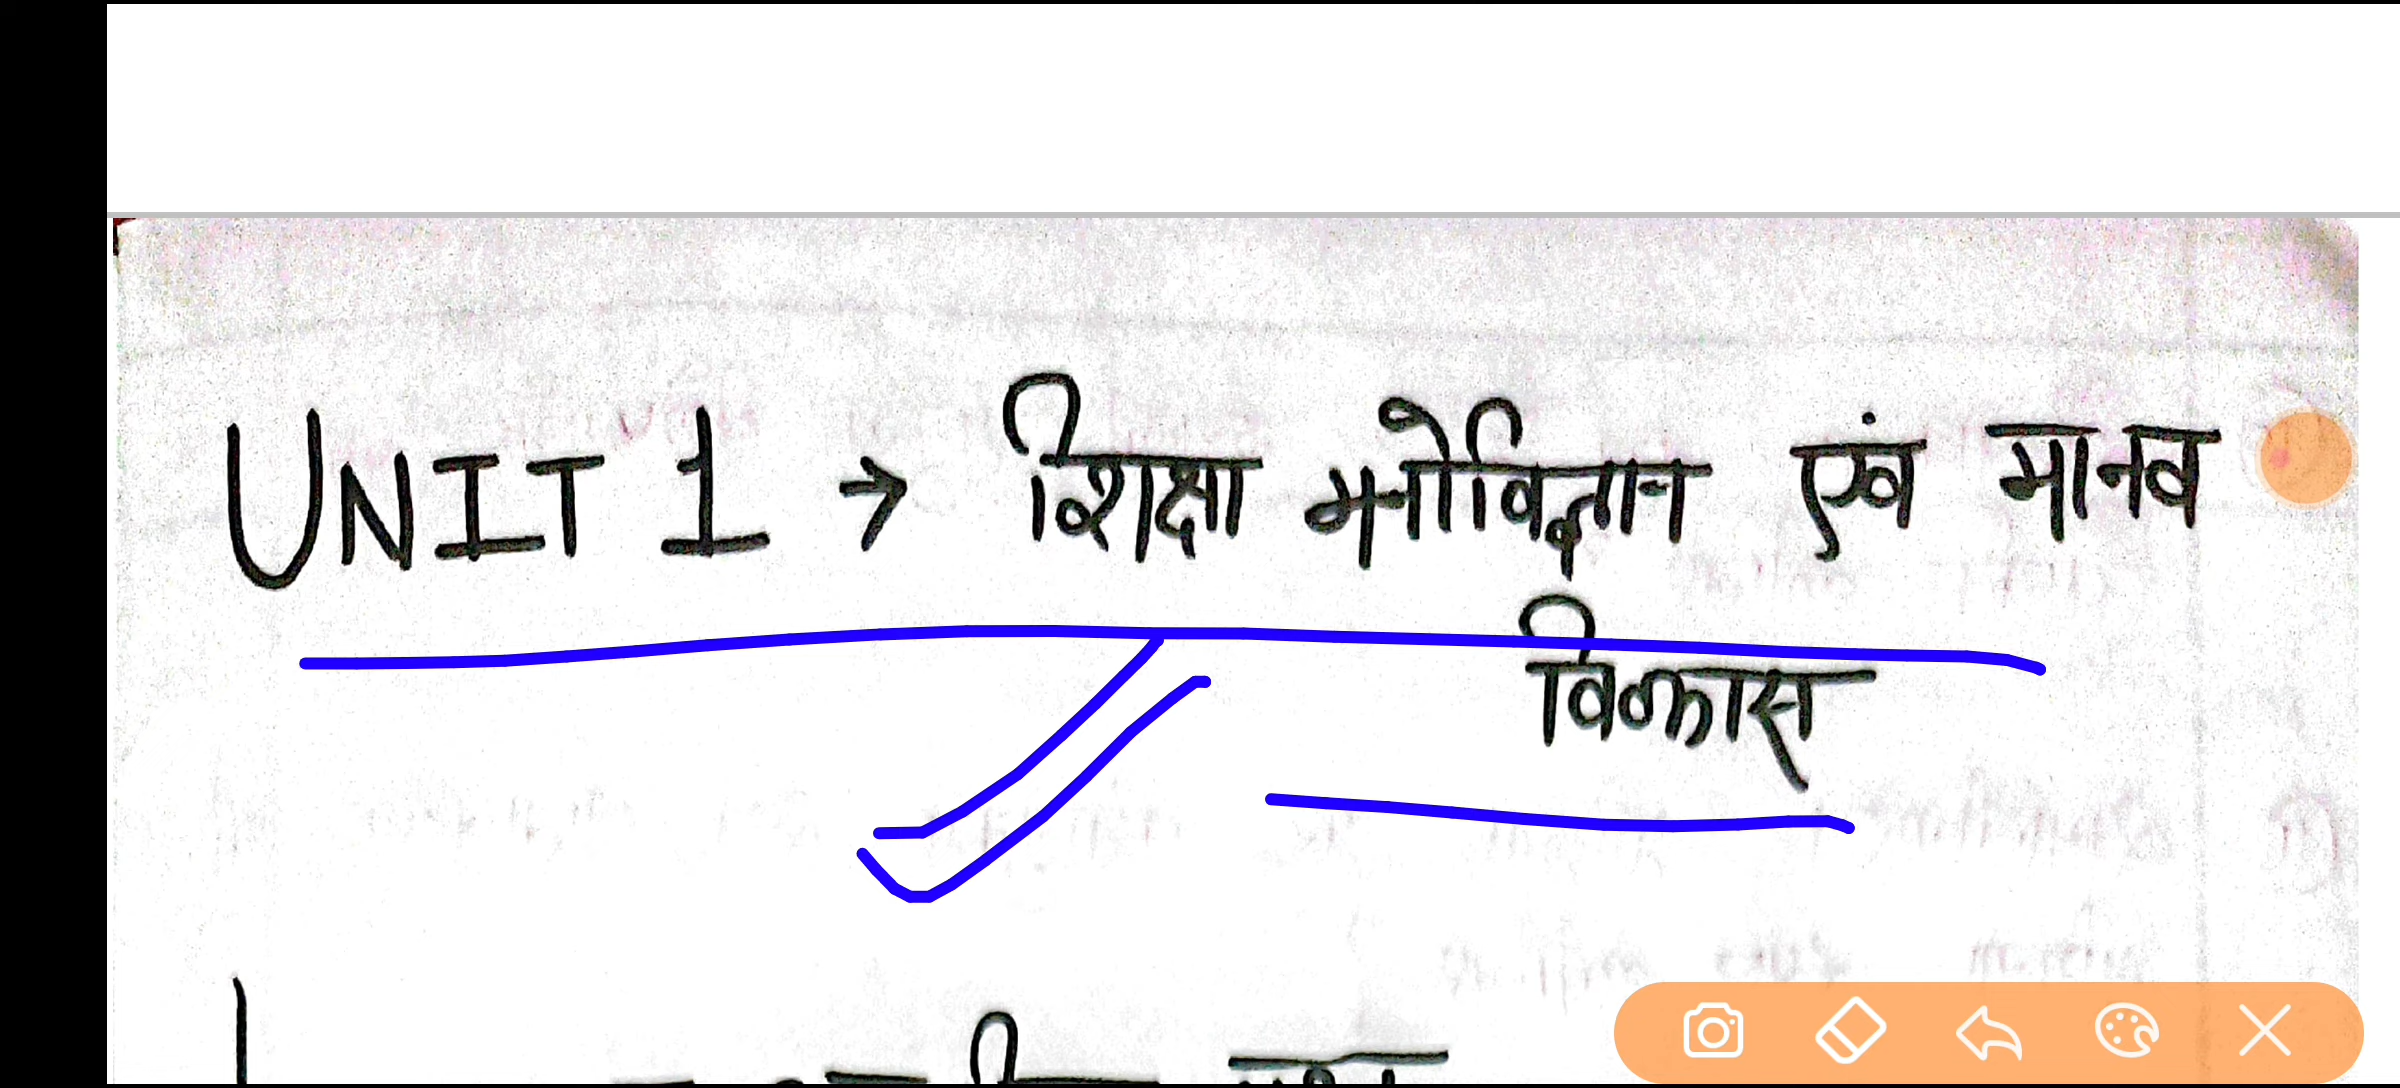 UNIT 1 → शिक्षा मनोविज्ञान एवं मानव
विकास